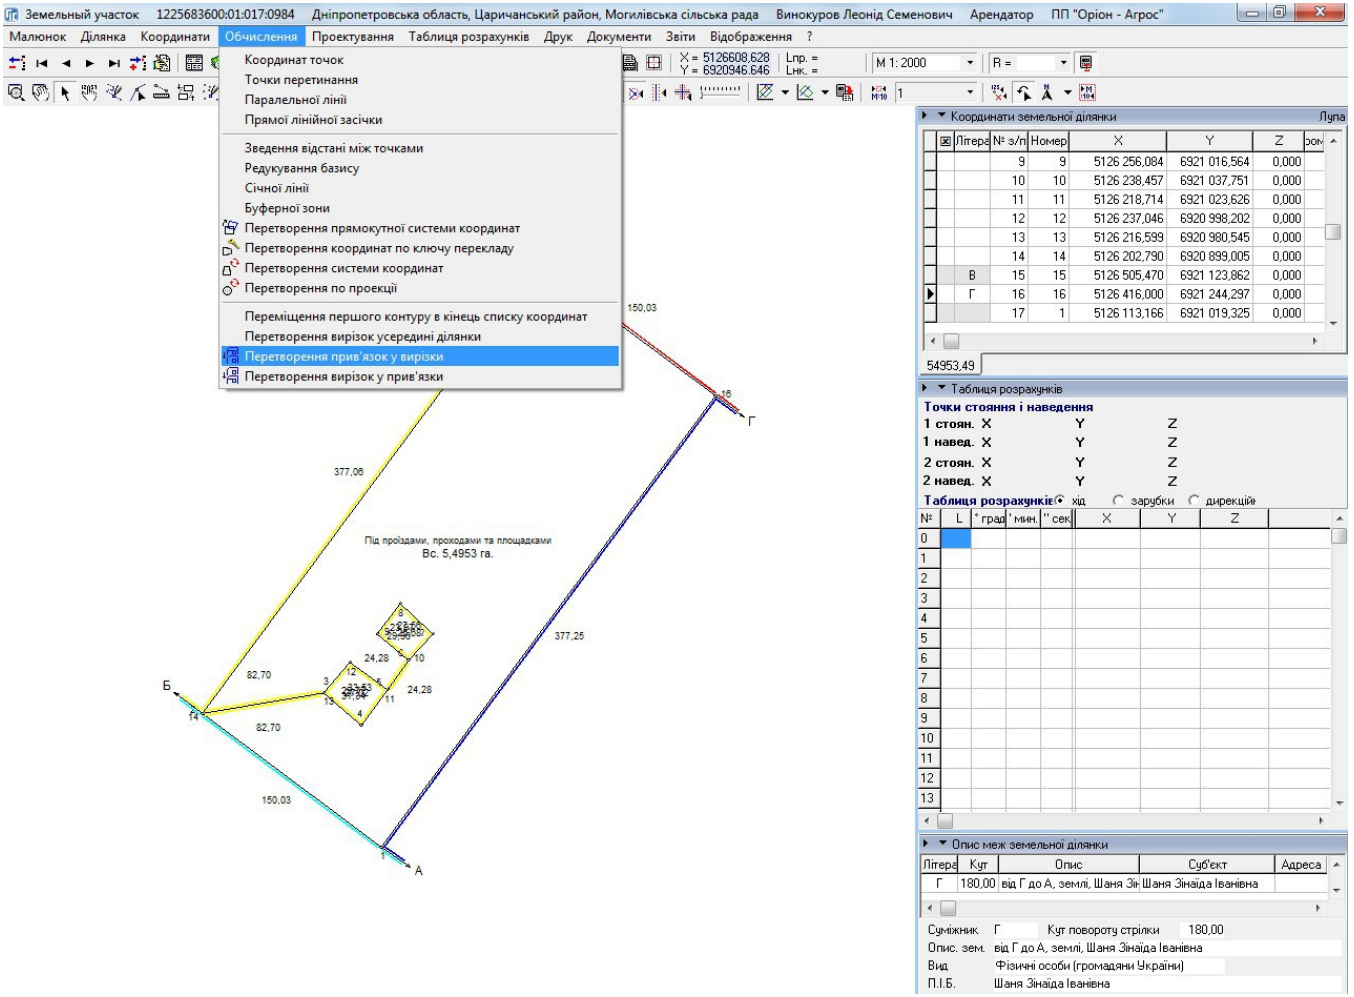 Земельный участок 1225683600:01:017:0984 Дніпропетровська область, Царичанський район, Могилівська сільська рада Винокуров Леонід Семенович Арендатор ПП "Оріон - Агрос"
Малюнок Ділянка Координати Обчислення Проектування Таблиця розрахунків Друк Документи Звіти Відображення ?
X = 5126608,628 Lпр. =
Y = 6920946.646 Lнк. =
М 1: 2000
R =
1
Координат точок
Точки перетинання
Паралельної лінії
Прямої лінійної засічки
Зведення відстані між точками
Редукування базису
Січної лінії
Буферної зони
Перетворення прямокутної системи координат
Перетворення координат по ключу перекладу
Перетворення системи координат
Перетворення по проекції
Переміщення першого контуру в кінець списку координат
Перетворення вирізок усередині ділянки
Перетворення прив'язок у вирізки
Перетворення вирізок у прив'язки
150,03
16
Г
377,06
Під проїздами, проходами та площадками
Вс. 5,4953 га.
8
377,25
24,28
10
12
82,70
3
24,28
11
13
Б
4
14
82,70
150,03
1
А
Координати земельної ділянки Лупа
Літера № з/п Номер X Y Z
9 9 5126 256,084 6921 016,564 0,000
10 10 5126 238,457 6921 037,751 0,000
11 11 5126 218,714 6921 023,626 0,000
12 12 5126 237,046 6920 998,202 0,000
13 13 5126 216,599 6920 980,545 0,000
14 14 5126 202,790 6920 899,005 0,000
В 15 15 5126 505,470 6921 123,862 0,000
Г 16 16 5126 416,000 6921 244,297 0,000
17 1 5126 113,166 6921 019,325 0,000
54953,49
Таблиця розрахунків
Точки стояння і наведення
1 стоян. X Y Z
1 навед. X Y Z
2 стоян. X Y Z
2 навед. X Y Z
Таблиця розрахунків хід зарубки дирекційн
№ L ° град ' мин. '' сек X Y Z
0
1
2
3
4
5
6
7
8
9
10
11
12
13
Опис меж земельної ділянки
Літера Кут Опис Суб'єкт Адреса
Г 180,00 від Г до А, землі, Шаня Зін Шаня Зінаїда Іванівна
Суміжник Г Кут повороту стрілки 180,00
Опис. зем. від Г до А, землі, Шаня Зінаїда Іванівна
Вид Фізичні особи (громадяни України)
П.І.Б. Шаня Зінаїда Іванівна